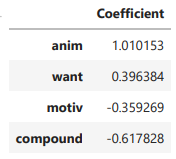 Coefficient
anim 1.010153
want 0.396384
motiv -0.359269
compound -0.617828